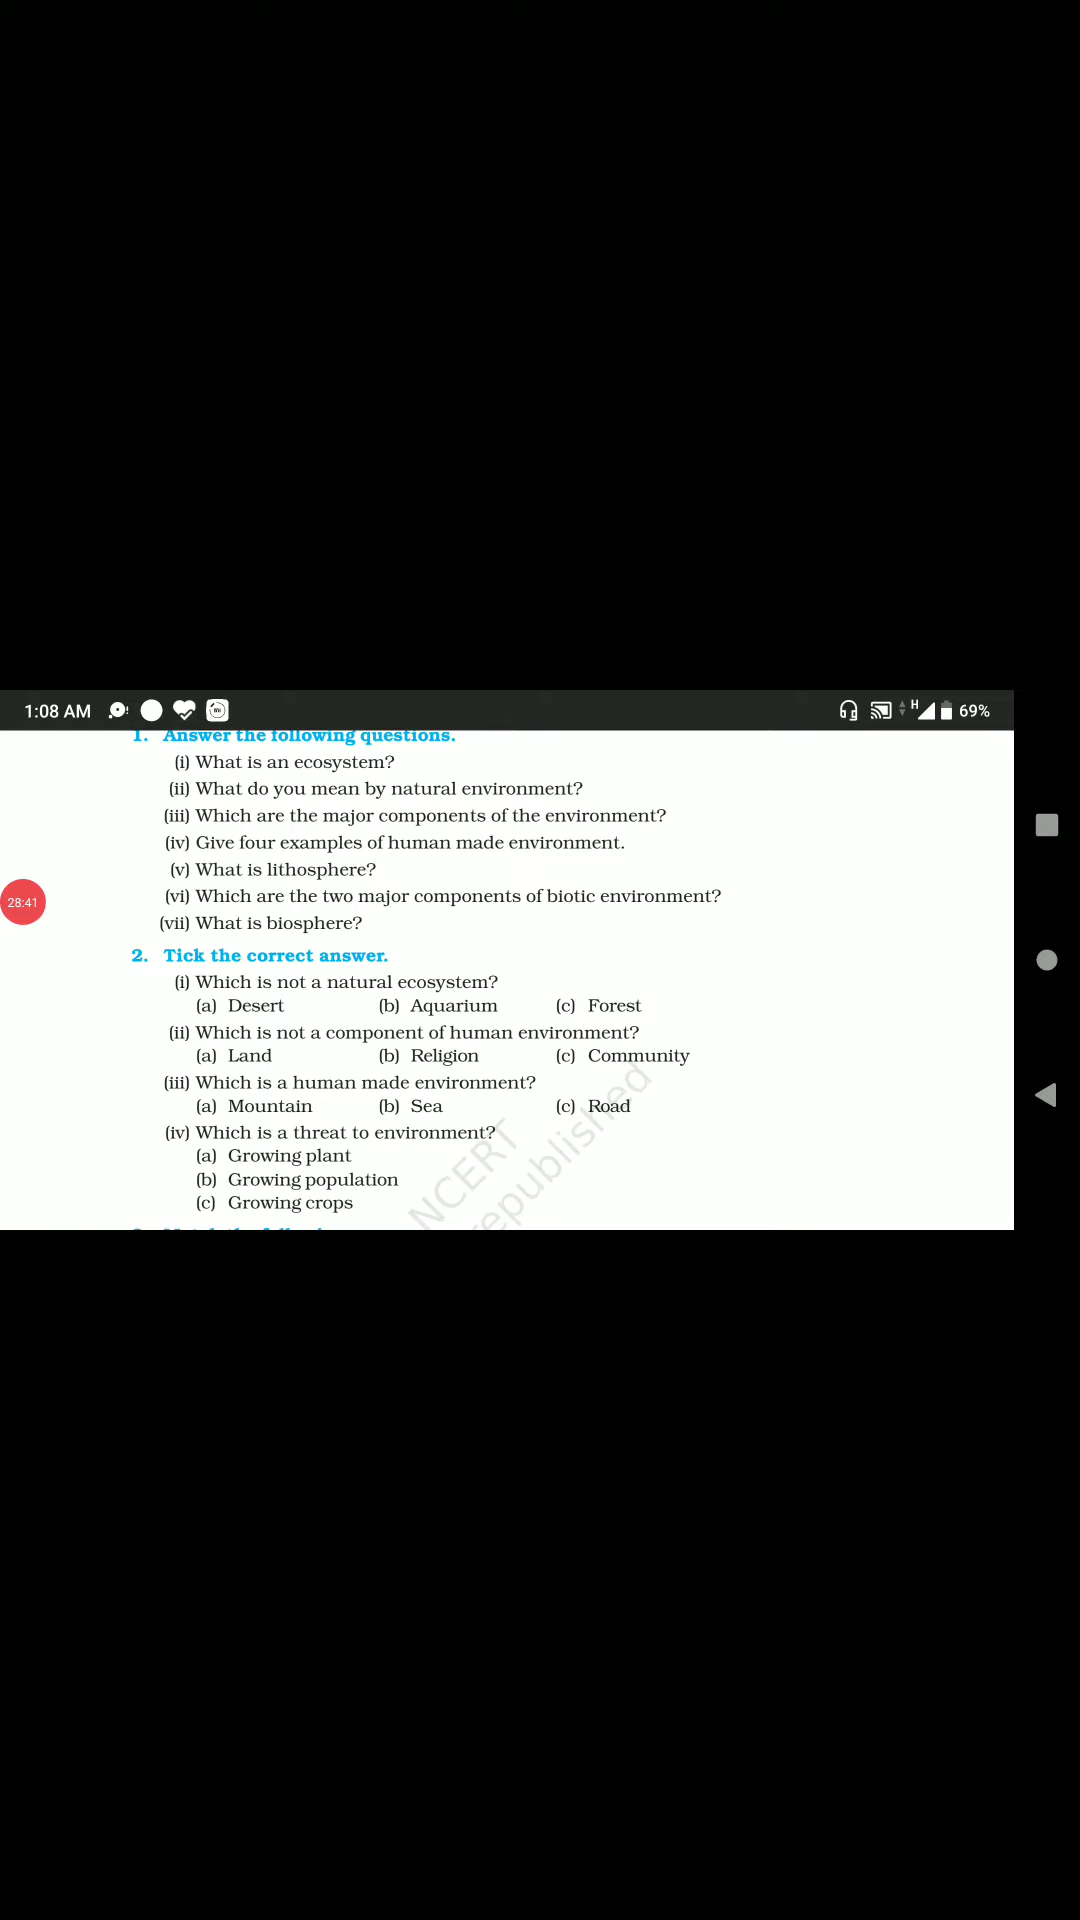 1:08 AM
H 69%
1. Answer the following questions.
(i) What is an ecosystem?
(ii) What do you mean by natural environment?
(iii) Which are the major components of the environment?
(iv) Give four examples of human made environment.
(v) What is lithosphere?
28:41
(vi) Which are the two major components of biotic environment?
(vii) What is biosphere?
2. Tick the correct answer.
(i) Which is not a natural ecosystem?
(a) Desert (b) Aquarium (c) Forest
(ii) Which is not a component of human environment?
(a) Land (b) Religion (c) Community
(iii) Which is a human made environment?
(a) Mountain (b) Sea (c) Road
(iv) Which is a threat to environment?
(a) Growing plant
(b) Growing population
(c) Growing crops
NCERT
republished